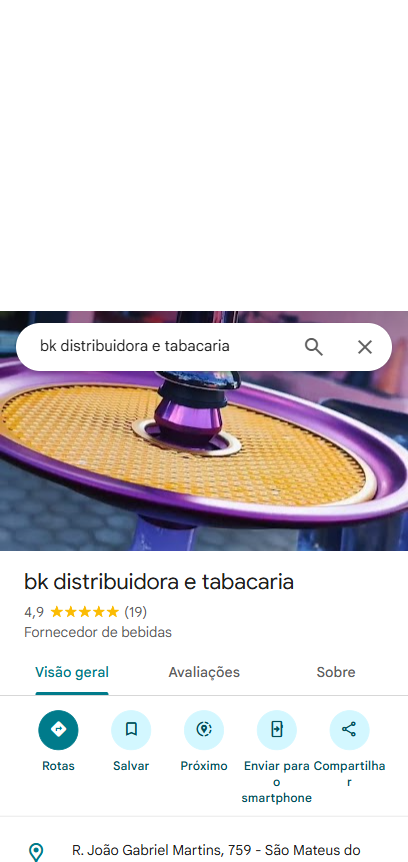 bk distribuidora e tabacaria
bk distribuidora e tabacaria
4,9 (19)
Fornecedor de bebidas
Visão geral Avaliações Sobre
Rotas Salvar Próximo Enviar para o smartphone Compartilhar
R. João Gabriel Martins, 759 - São Mateus do